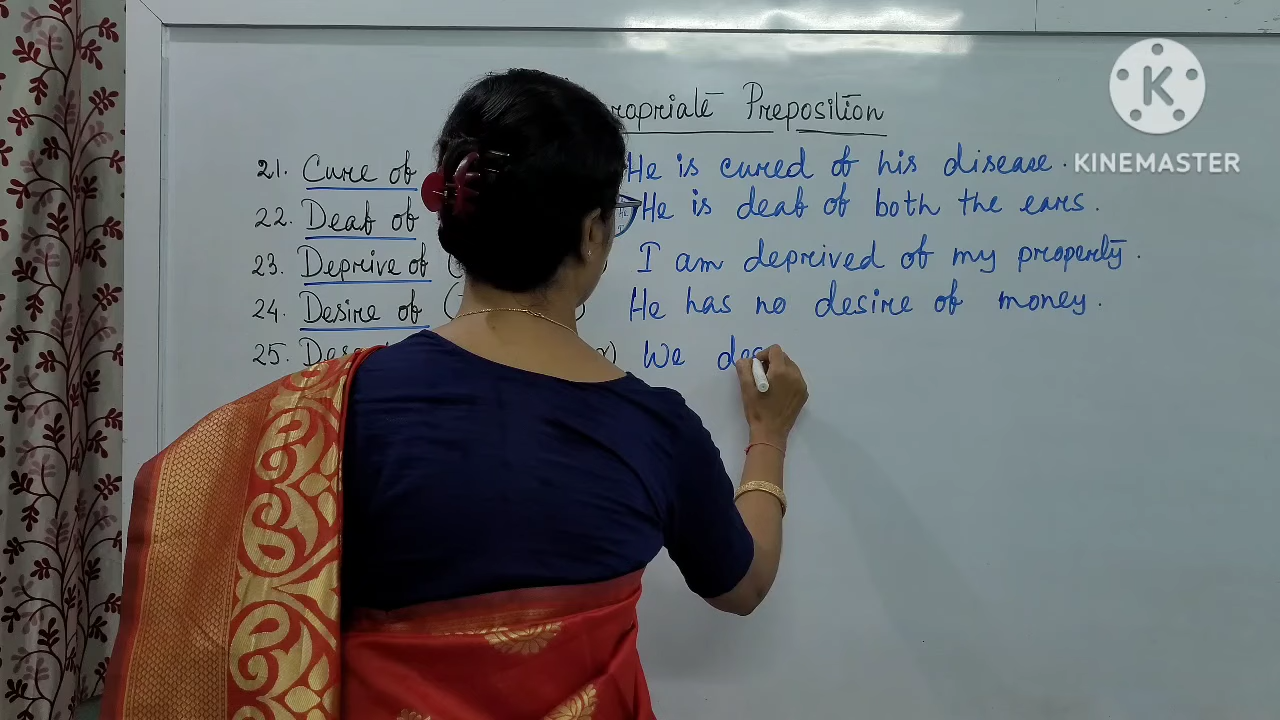 Preposition
21. Cure of He is cured of his disease.
22. Deaf of He is deaf of both the ears.
23. Deprive of I am deprived of my property.
24. Desire of He has no desire of money.
25. We
KINEMASTER